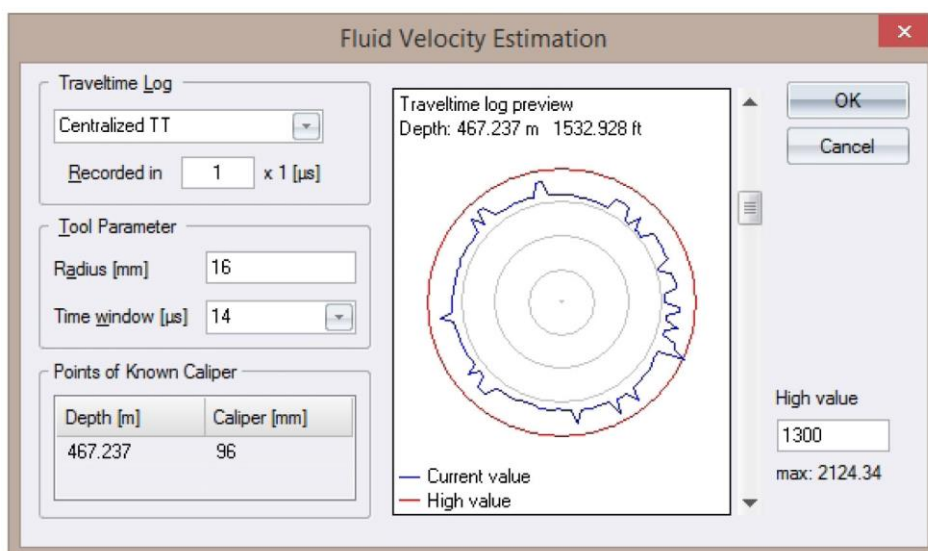 Fluid Velocity Estimation
Traveltime Log
Centralized TT
Recorded in 1 x 1 [µs]
Tool Parameter
Radius [mm] 16
Time window [µs] 14
Points of Known Caliper
Depth [m] Caliper [mm]
467.237 96
Traveltime log preview
Depth: 467.237 m 1532.928 ft
Current value
High value
OK
Cancel
High value
1300
max: 2124.34